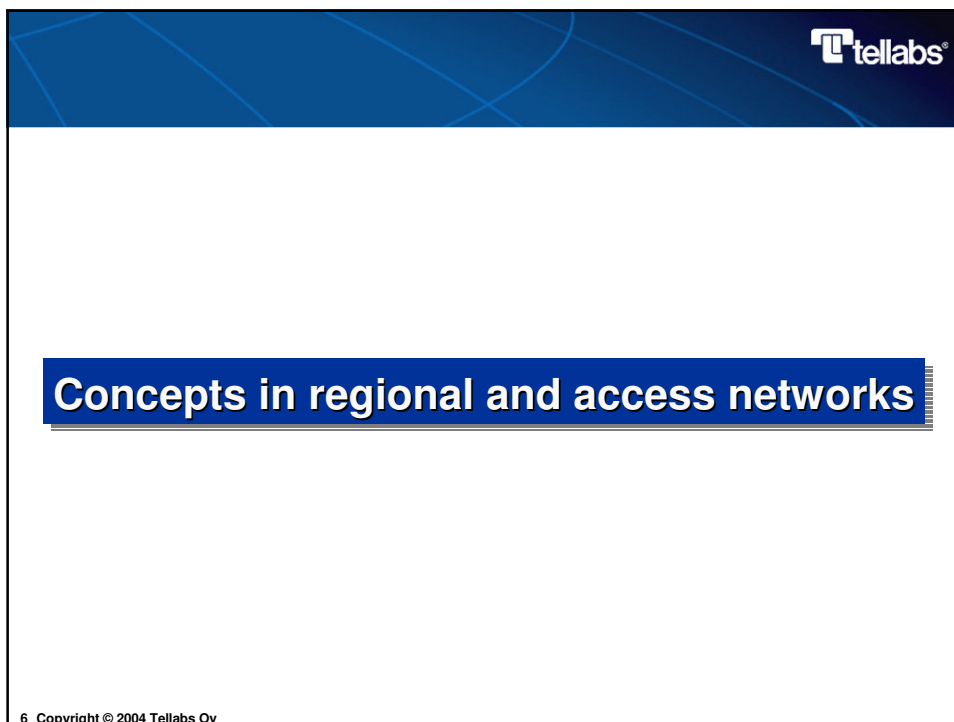 tellabs®
Concepts in regional and access networks
6 Copyright © 2004 Tellabs Oy